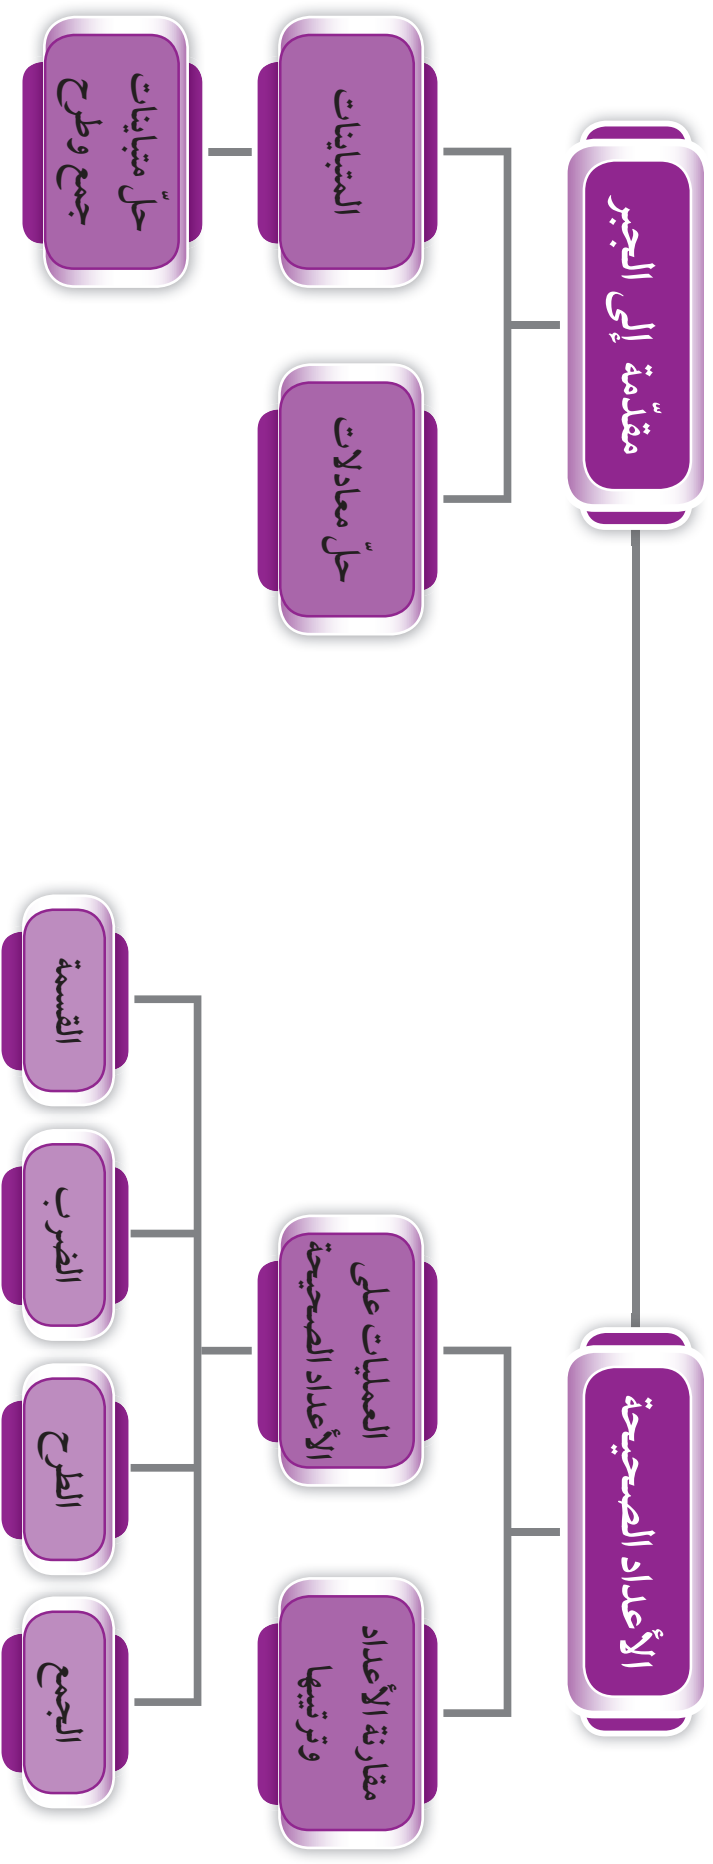 الأعداد الصحيحة
مقدّمة إلى الجبر
مقارنة الأعداد
وترتيبها
العمليات على
الأعداد الصحيحة
حلّ معادلات
المتباينات
الجمع
الطرح
الضرب
القسمة
حلّ متباينات
جمع وطرح